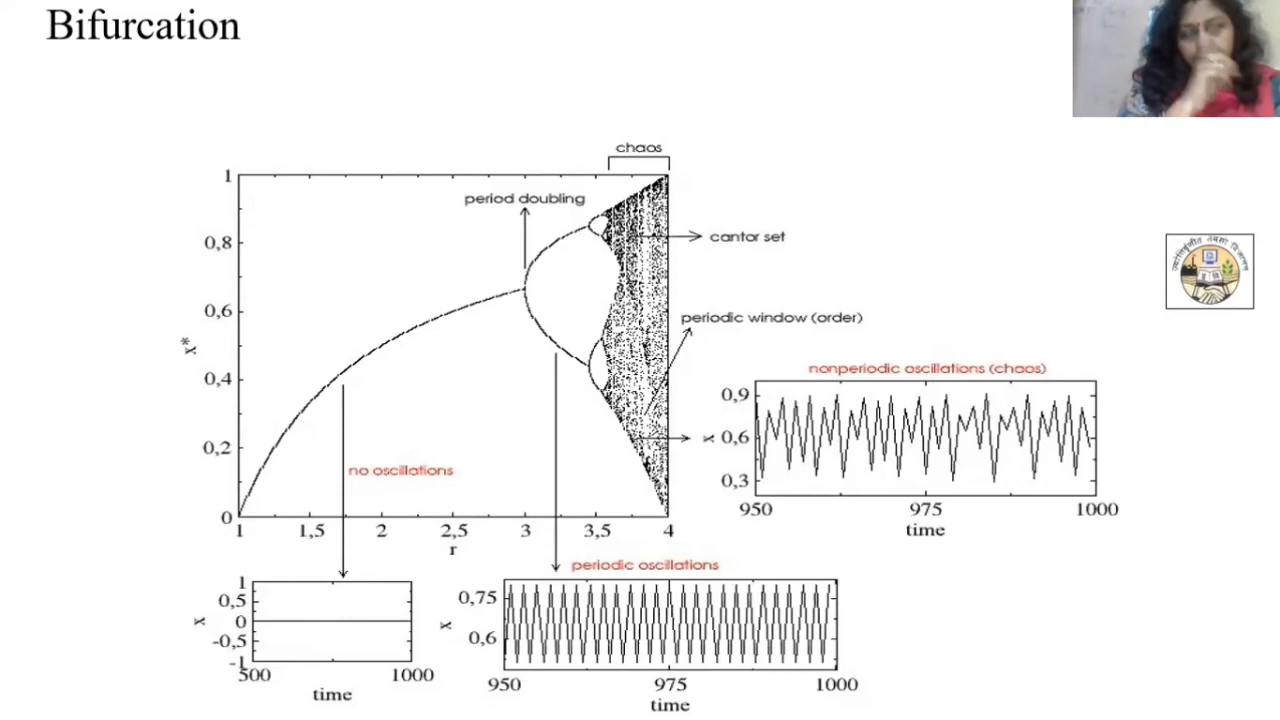 Bifurcation
chaos
period doubling
cantor set
periodic window (order)
nonperiodic oscillations (chaos)
no oscillations
periodic oscillations
x*
1
0,8
0,6
0,4
0,2
0
1 1,5 2 2,5 3 3,5 4
r
x
0,9
0,6
0,3
950 975 1000
time
x
1
0,5
0
-0,5
-1
500 1000
time
x
0,75
0,6
950 975 1000
time